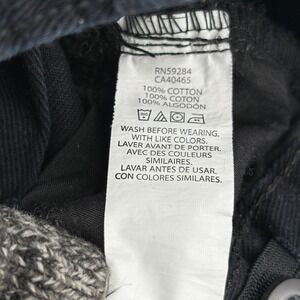 RN59284
CA40465
100% COTTON
100% COTON
100% ALGODÓN
WASH BEFORE WEARING.
WITH LIKE COLORS.
LAVER AVANT DE PORTER.
AVEC DES COULEURS
SIMILAIRES.
LAVAR ANTES DE USAR.
CON COLORES SIMILARES.